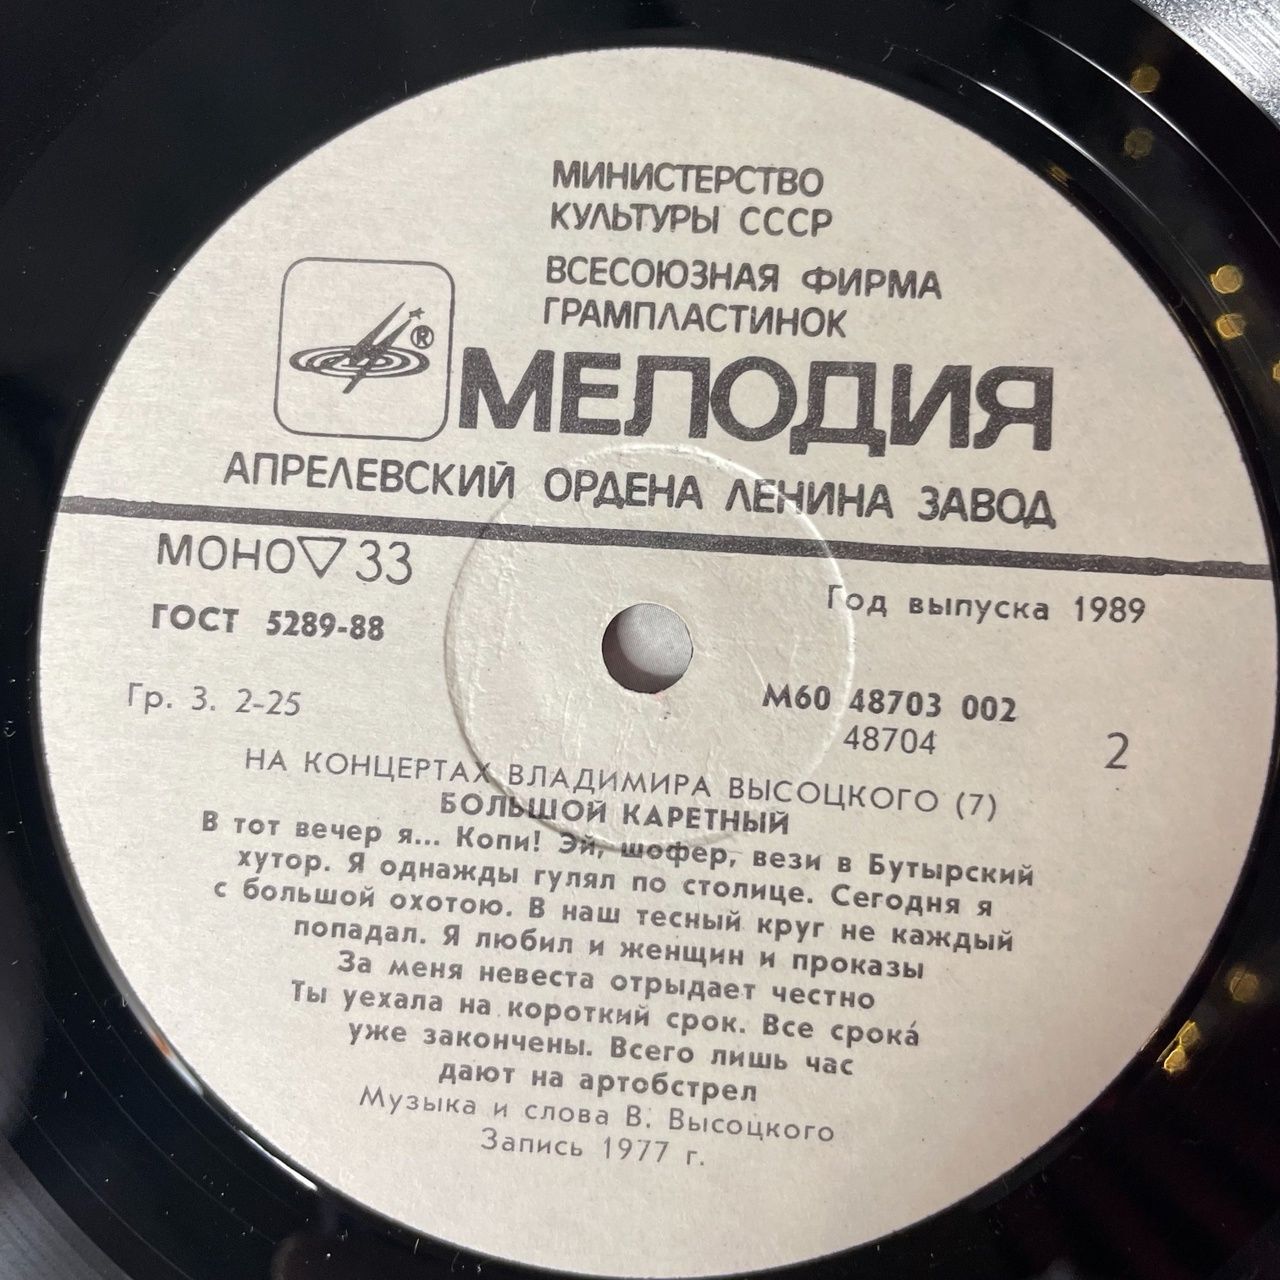 МИНИСТЕРСТВО
КУЛЬТУРЫ СССР
ВСЕСОЮЗНАЯ ФИРМА
ГРАМПЛАСТИНОК
®
МЕЛОДИЯ
АПРЕЛЕВСКИЙ ОРДЕНА ЛЕНИНА ЗАВОД
МОНО▽33
Год выпуска 1989
ГОСТ 5289-88
Гр. 3. 2-25
М60 48703 002
48704
2
НА КОНЦЕРТАХ ВЛАДИМИРА ВЫСОЦКОГО (7)
БОЛЬШОЙ КАРЕТНЫЙ
В тот вечер я... Копи! Эй, шофер, вези в Бутырский
хутор. Я однажды гулял по столице. Сегодня я
с большой охотою. В наш тесный круг не каждый
попадал. Я любил и женщин и проказы
За меня невеста отрыдает честно
Ты уехала на короткий срок. Все срока́
уже закончены. Всего лишь час
дают на артобстрел
Музыка и слова В. Высоцкого
Запись 1977 г.